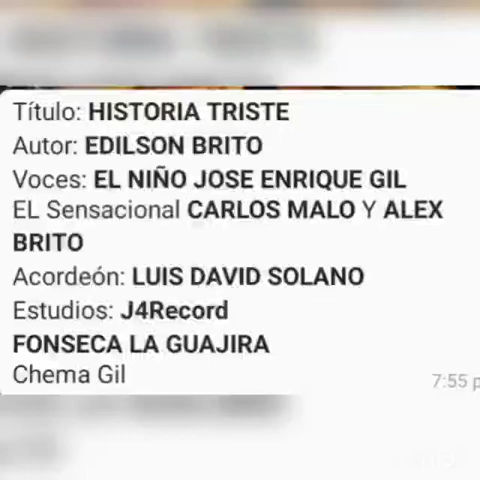 Título: HISTORIA TRISTE
Autor: EDILSON BRITO
Voces: EL NIÑO JOSE ENRIQUE GIL
EL Sensacional CARLOS MALO Y ALEX
BRITO
Acordeón: LUIS DAVID SOLANO
Estudios: J4Record
FONSECA LA GUAJIRA
Chema Gil
7:55 p